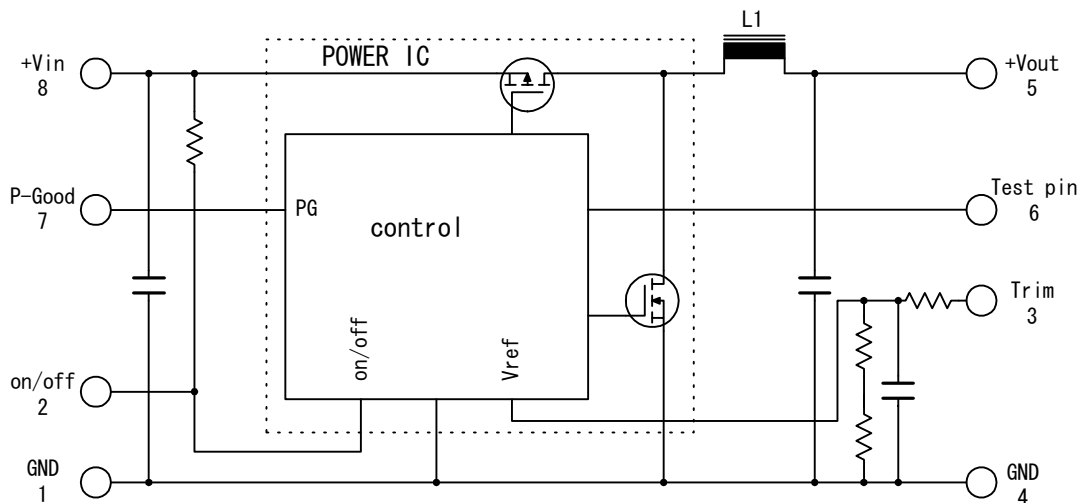 L1
POWER IC
+Vin
8
+Vout
5
P-Good
7
PG
control
Test pin
6
Trim
3
on/off
Vref
on/off
2
GND
1
GND
4